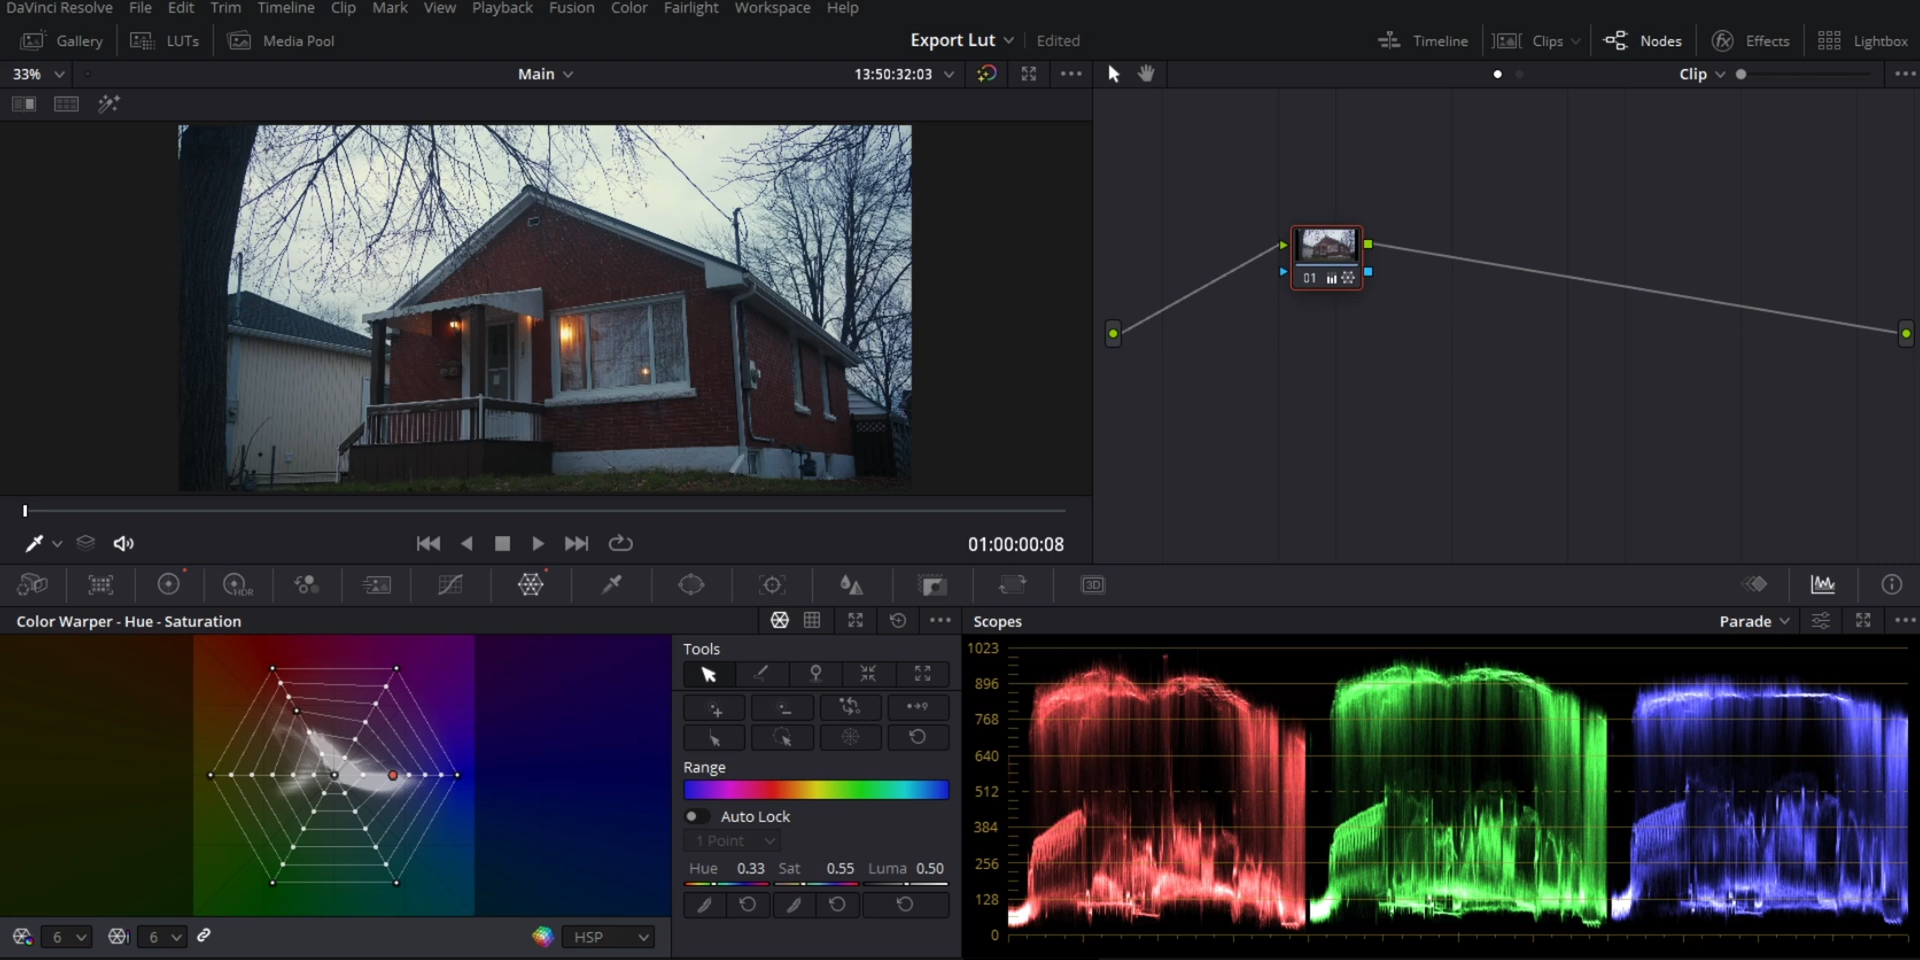 DaVinci Resolve File Edit Trim Timeline Clip Mark View Playback Fusion Color Fairlight Workspace Help
Gallery LUTs Media Pool Export Lut Edited Timeline Clips Nodes Effects Lightbox
33% Main 13:50:32:03 Clip
01
01:00:00:08
HDR 3D
Color Warper - Hue - Saturation
Scopes Parade
Tools
Range
Auto Lock
1 Point
Hue 0.33 Sat 0.55 Luma 0.50
6 6 HSP
1023
896
768
640
512
384
256
128
0